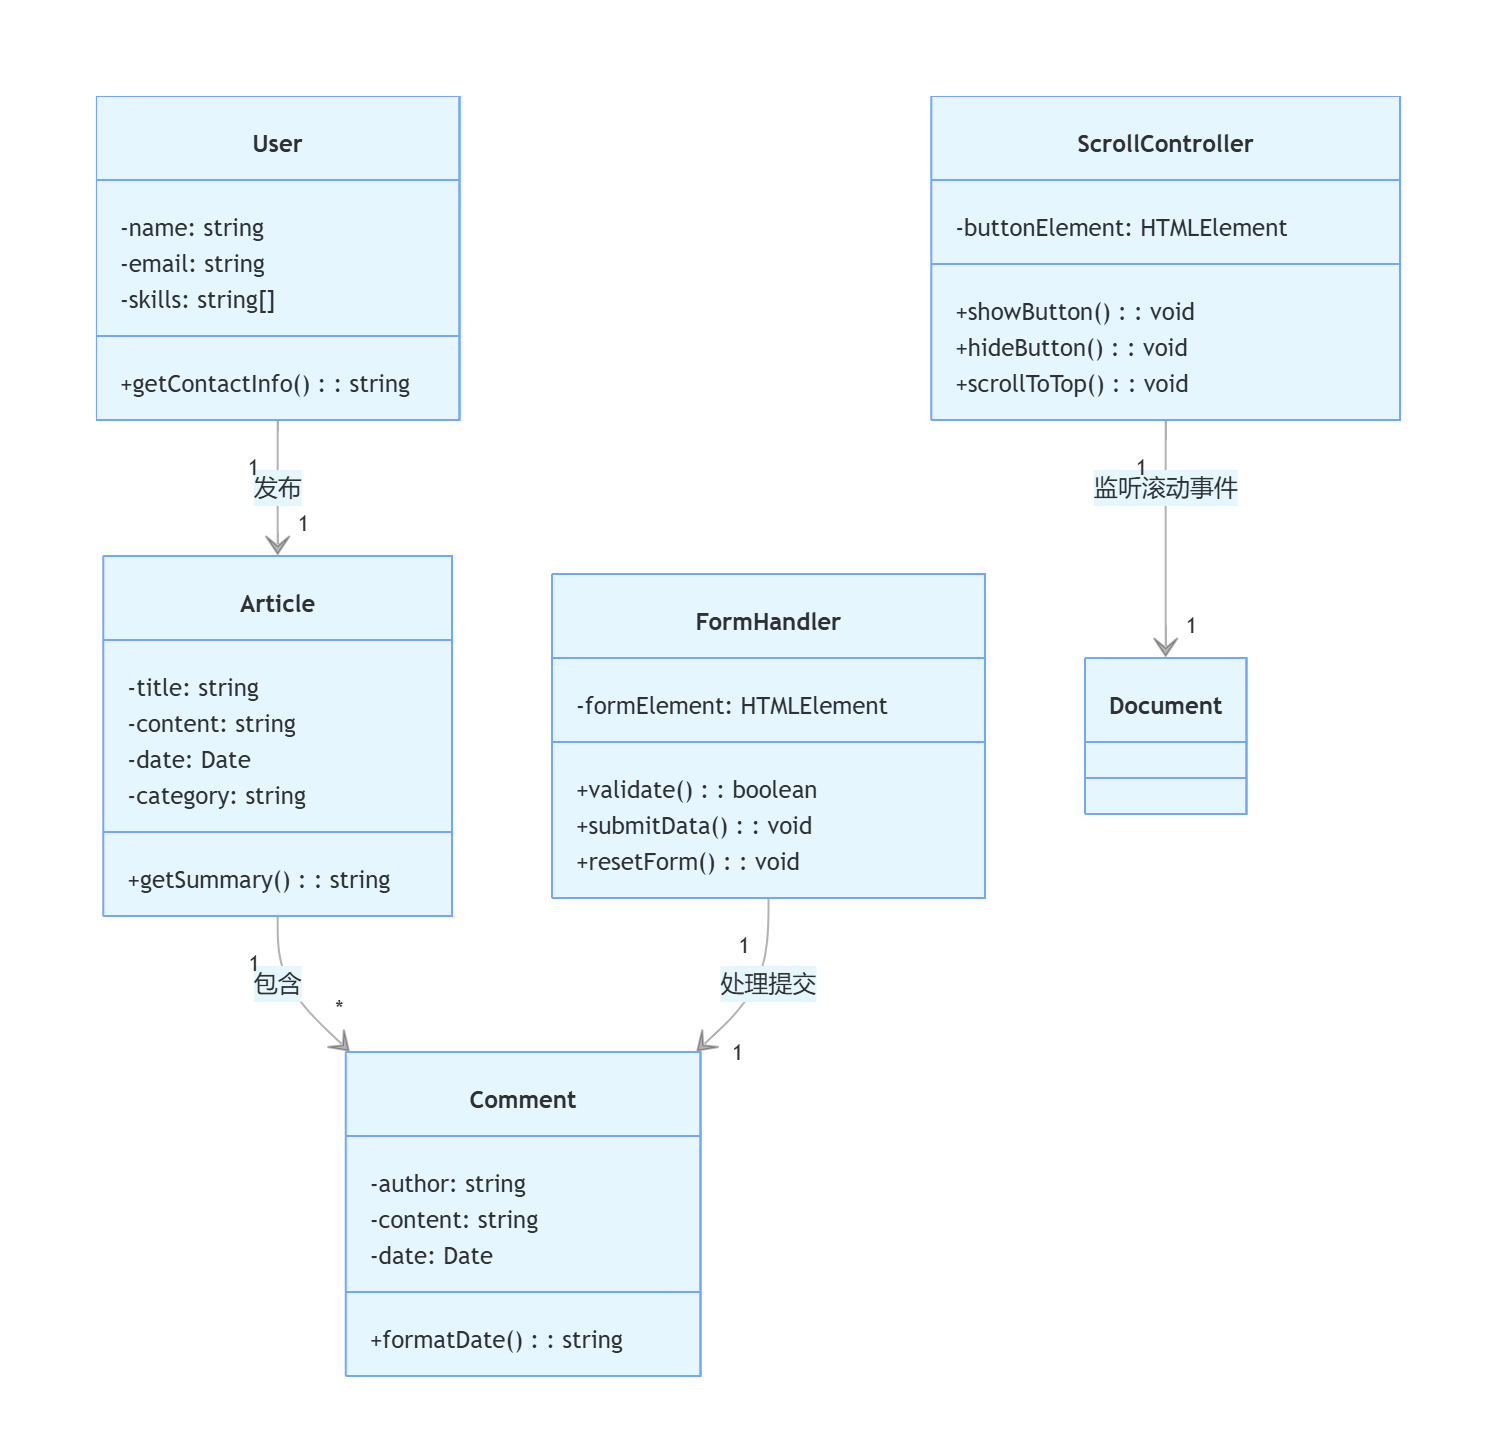 User
-name: string
-email: string
-skills: string[]
+getContactInfo() : : string
ScrollController
-buttonElement: HTMLElement
+showButton() : : void
+hideButton() : : void
+scrollToTop() : : void
1
发布
1
1
监听滚动事件
1
Article
-title: string
-content: string
-date: Date
-category: string
+getSummary() : : string
FormHandler
-formElement: HTMLElement
+validate() : : boolean
+submitData() : : void
+resetForm() : : void
Document
1
包含
*
1
处理提交
1
Comment
-author: string
-content: string
-date: Date
+formatDate() : : string